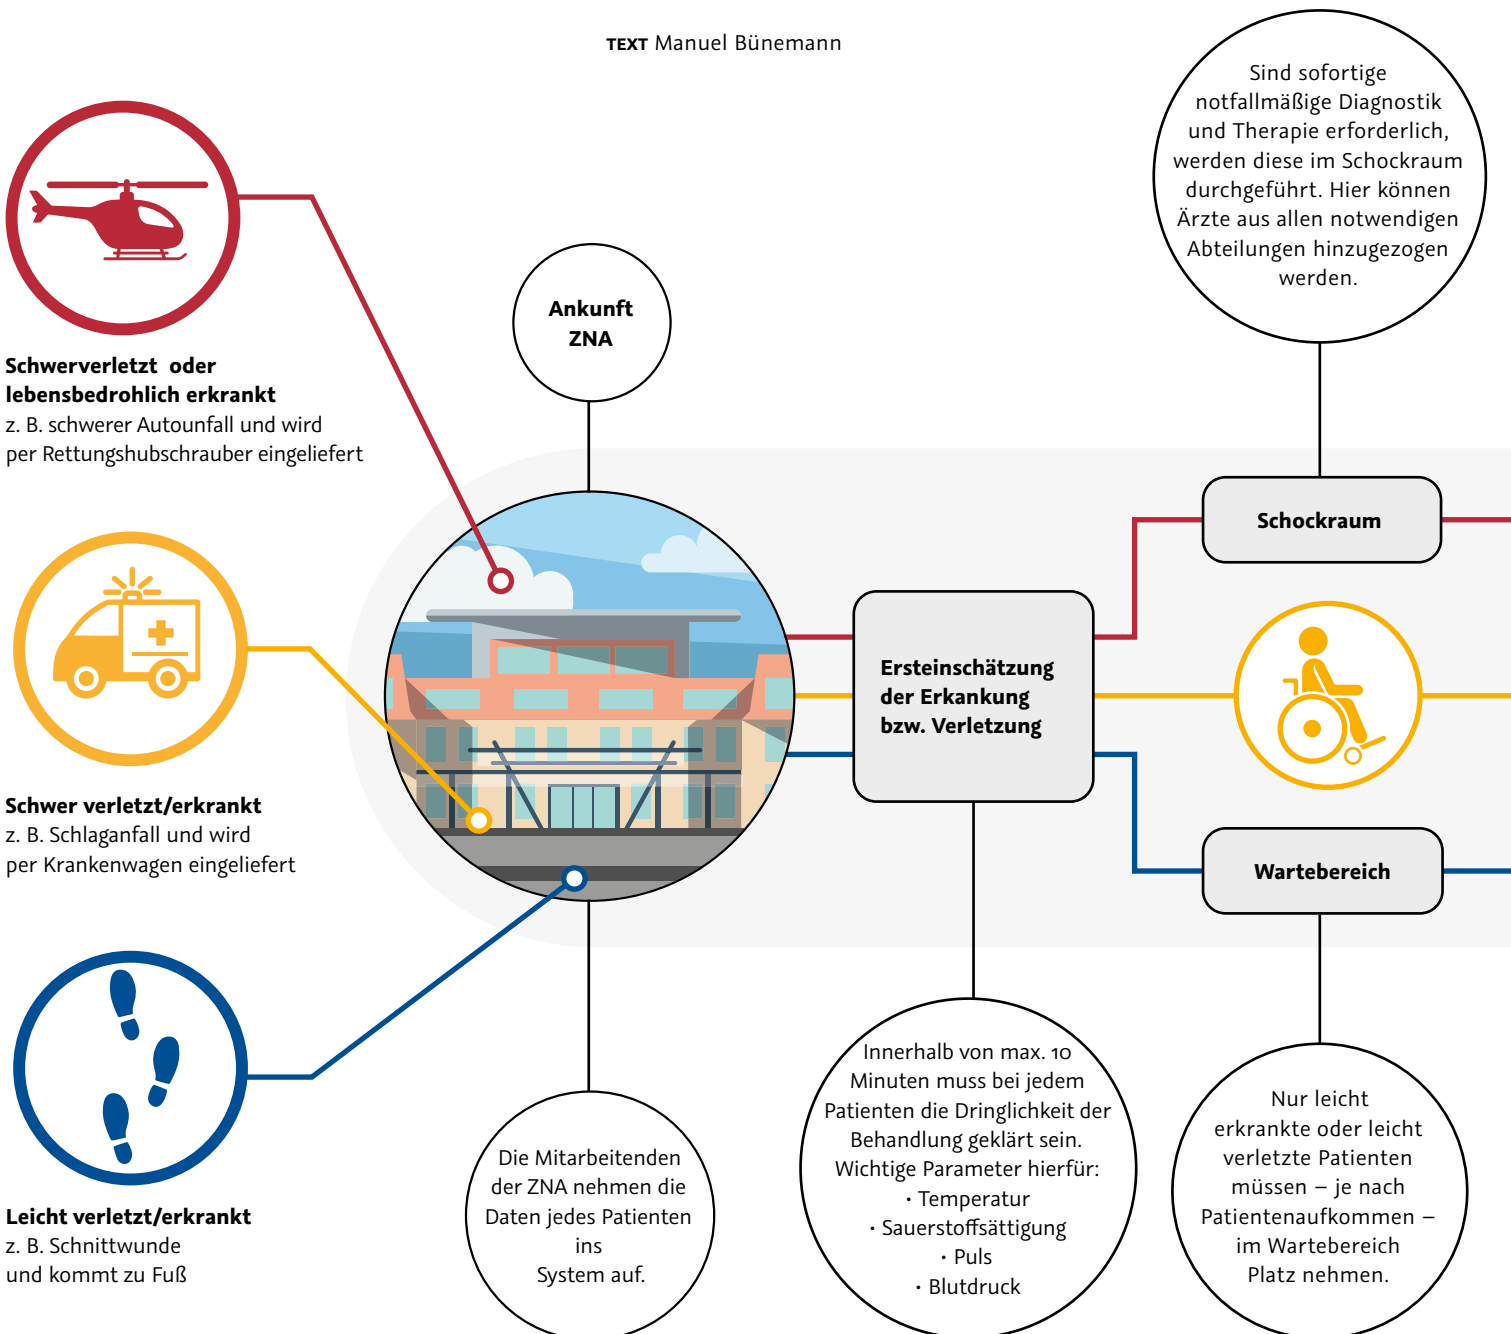 TEXT Manuel Bünemann
Sind sofortige
notfallmäßige Diagnostik
und Therapie erforderlich,
werden diese im Schockraum
durchgeführt. Hier können
Ärzte aus allen notwendigen
Abteilungen hinzugezogen
werden.
Ankunft
ZNA
Schwerverletzt oder
lebensbedrohlich erkrankt
z. B. schwerer Autounfall und wird
per Rettungshubschrauber eingeliefert
Schockraum
Ersteinschätzung
der Erkankung
bzw. Verletzung
Schwer verletzt/erkrankt
z. B. Schlaganfall und wird
per Krankenwagen eingeliefert
Wartebereich
Leicht verletzt/erkrankt
z. B. Schnittwunde
und kommt zu Fuß
Die Mitarbeitenden
der ZNA nehmen die
Daten jedes Patienten
ins
System auf.
Innerhalb von max. 10
Minuten muss bei jedem
Patienten die Dringlichkeit der
Behandlung geklärt sein.
Wichtige Parameter hierfür:
• Temperatur
• Sauerstoffsättigung
• Puls
• Blutdruck
Nur leicht
erkrankte oder leicht
verletzte Patienten
müssen – je nach
Patientenaufkommen –
im Wartebereich
Platz nehmen.